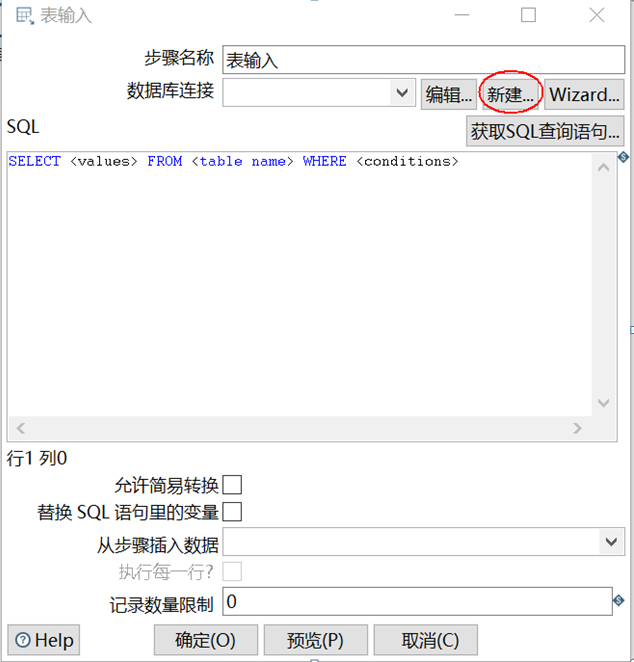 表输入
步骤名称 表输入
数据库连接 编辑... 新建... Wizard...
SQL 获取SQL查询语句...
SELECT <values> FROM <table name> WHERE <conditions>
行1 列0
允许简易转换
替换 SQL 语句里的变量
从步骤插入数据
执行每一行?
记录数量限制 0
Help 确定(O) 预览(P) 取消(C)